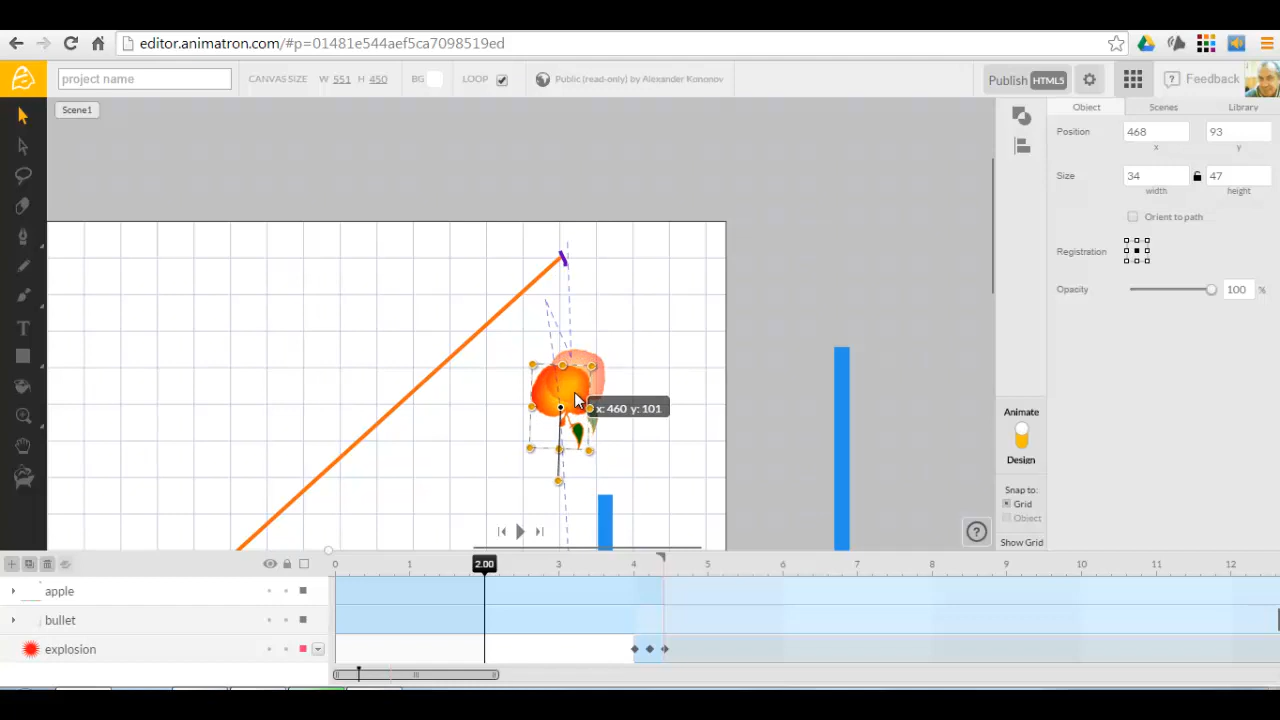 editor.animatron.com/#p=01481e544aef5ca7098519ed
project name
CANVAS SIZE W 551 H 450
BG
LOOP
Public (read-only) by Alexander Kononov
Publish HTML5
? Feedback
Scene1
Object
Scenes
Library
Position
468
93
x
y
Size
34
47
width
height
Orient to path
Registration
Opacity
100 %
T
x: 460 y: 101
Animate
Design
Snap to:
Grid
Object
Show Grid
?
2.00
0 1 3 4 5 6 7 8 9 10 11 12
apple
bullet
explosion